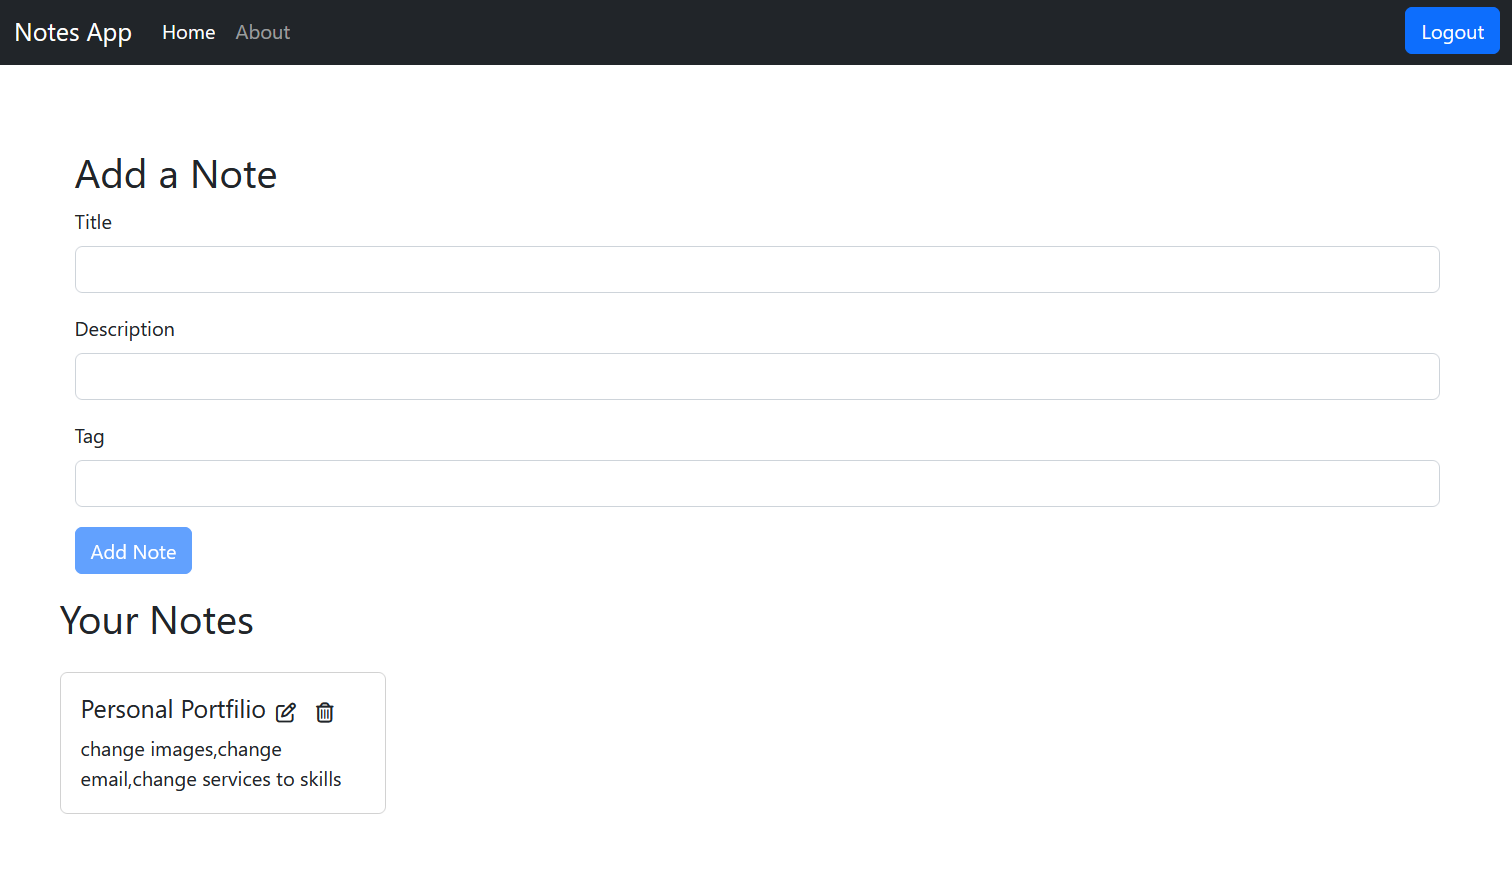 Notes App Home About Logout
Add a Note
Title
Description
Tag
Add Note
Your Notes
Personal Portfilio
change images,change
email,change services to skills